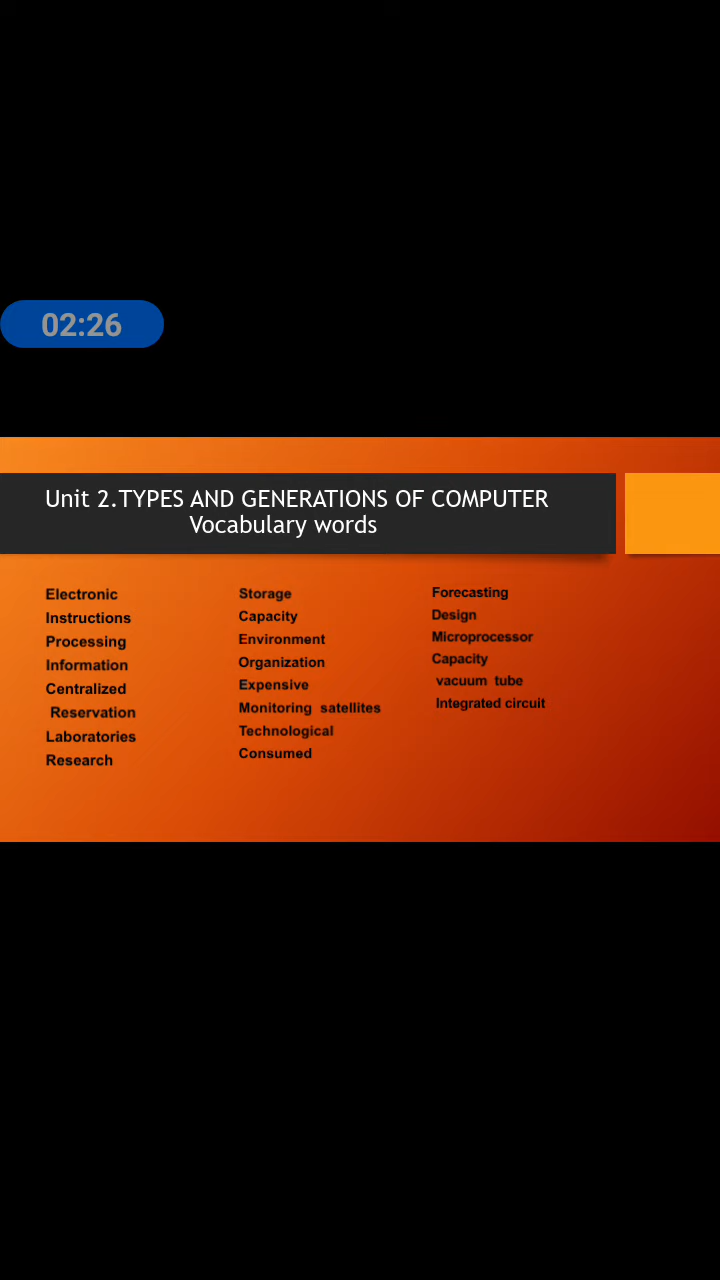 02:26
Unit 2.TYPES AND GENERATIONS OF COMPUTER
Vocabulary words
Electronic
Instructions
Processing
Information
Centralized
Reservation
Laboratories
Research
Storage
Capacity
Environment
Organization
Expensive
Monitoring satellites
Technological
Consumed
Forecasting
Design
Microprocessor
Capacity
vacuum tube
Integrated circuit